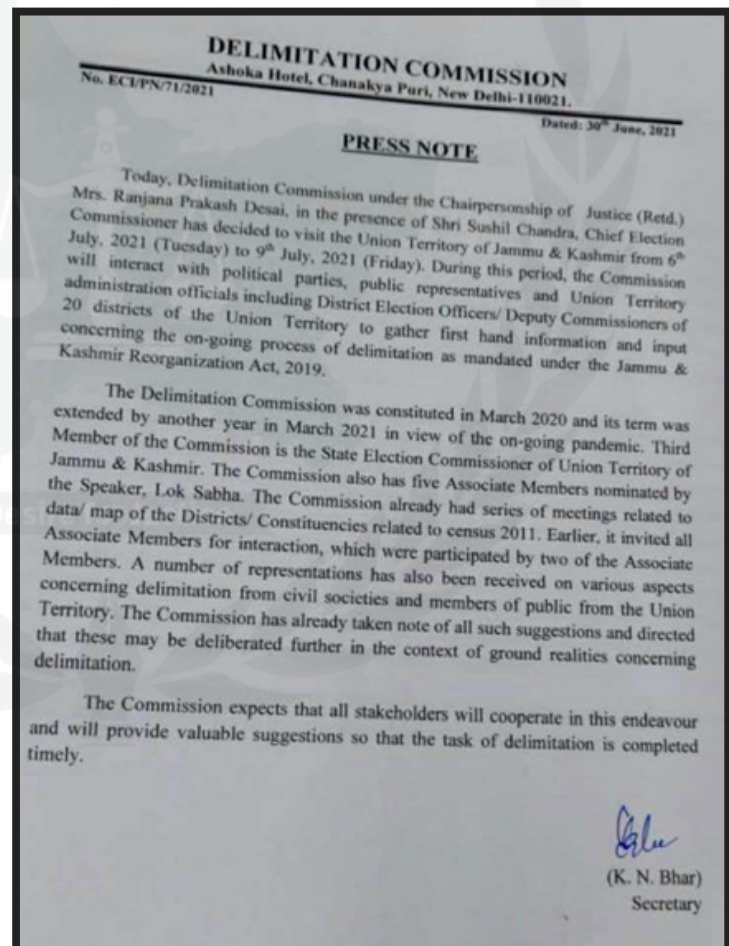 DELIMITATION COMMISSION
Ashoka Hotel, Chanakya Puri, New Delhi-110021.
No. ECI/PN/71/2021
Dated: 30th June, 2021
PRESS NOTE
Today, Delimitation Commission under the Chairpersonship of Justice (Retd.)
Mrs. Ranjana Prakash Desai, in the presence of Shri Sushil Chandra, Chief Election
Commissioner has decided to visit the Union Territory of Jammu & Kashmir from 6th
July, 2021 (Tuesday) to 9th July, 2021 (Friday). During this period, the Commission
will interact with political parties, public representatives and Union Territory
administration officials including District Election Officers/ Deputy Commissioners of
20 districts of the Union Territory to gather first hand information and input
concerning the on-going process of delimitation as mandated under the Jammu &
Kashmir Reorganization Act, 2019.
The Delimitation Commission was constituted in March 2020 and its term was
extended by another year in March 2021 in view of the on-going pandemic. Third
Member of the Commission is the State Election Commissioner of Union Territory of
Jammu & Kashmir. The Commission also has five Associate Members nominated by
the Speaker, Lok Sabha. The Commission already had series of meetings related to
data/ map of the Districts/ Constituencies related to census 2011. Earlier, it invited all
Associate Members for interaction, which were participated by two of the Associate
Members. A number of representations has also been received on various aspects
concerning delimitation from civil societies and members of public from the Union
Territory. The Commission has already taken note of all such suggestions and directed
that these may be deliberated further in the context of ground realities concerning
delimitation.
The Commission expects that all stakeholders will cooperate in this endeavour
and will provide valuable suggestions so that the task of delimitation is completed
timely.
(K. N. Bhar)
Secretary